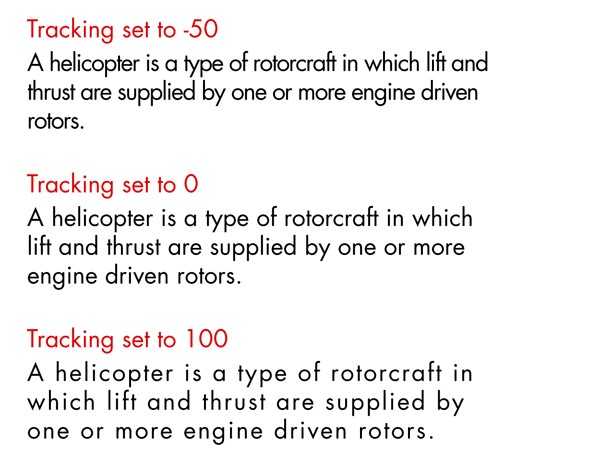 Tracking set to -50
A helicopter is a type of rotorcraft in which lift and
thrust are supplied by one or more engine driven
rotors.
Tracking set to 0
A helicopter is a type of rotorcraft in which
lift and thrust are supplied by one or more
engine driven rotors.
Tracking set to 100
A helicopter is a type of rotorcraft in
which lift and thrust are supplied by
one or more engine driven rotors.